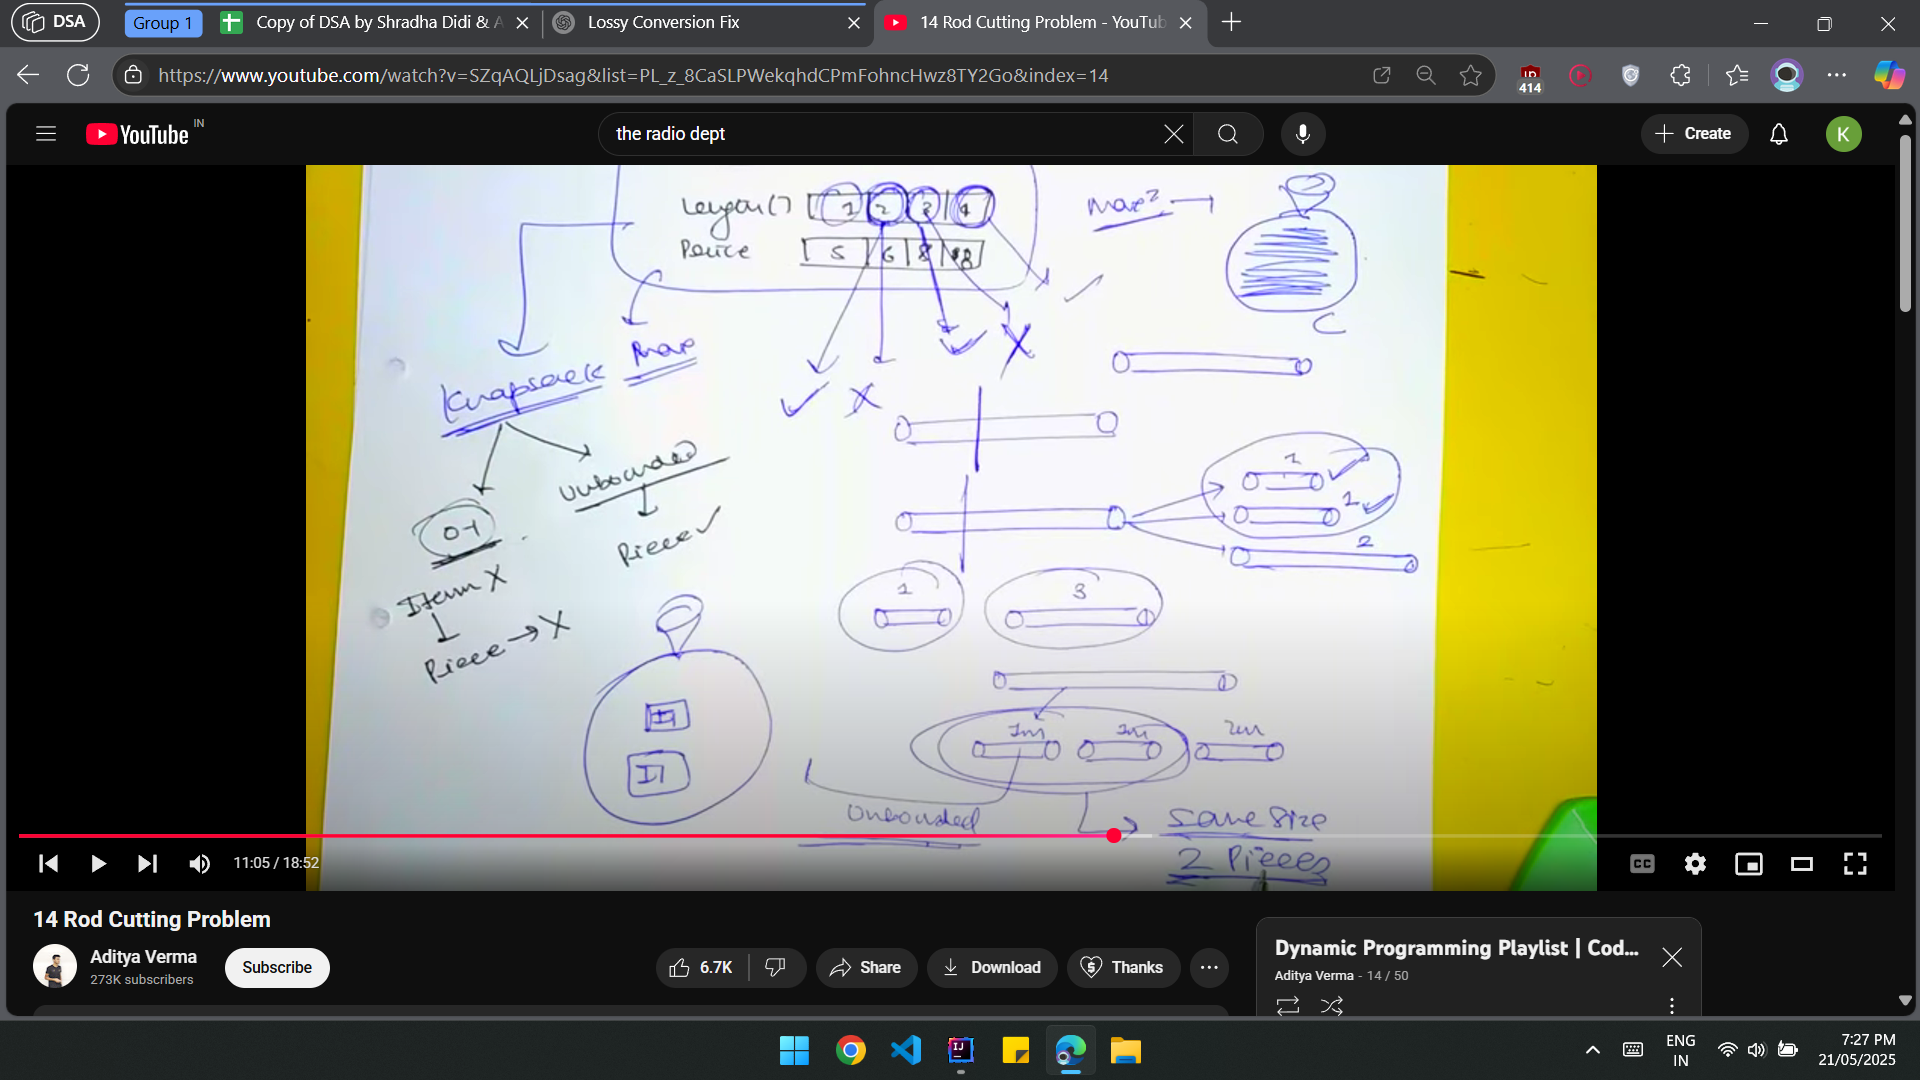 DSA
Group 1
Copy of DSA by Shradha Didi & A
Lossy Conversion Fix
14 Rod Cutting Problem - YouTub
https://www.youtube.com/watch?v=SZqAQLjDsag&list=PL_z_8CaSLPWekqhdCPmFohncHwz8TY2Go&index=14
414
YouTube
IN
the radio dept
Create
K
Length[] 1 2 3 4
Price 5 6 8 8
C
Knapsack
Unbounded
0-1
Piece ✓
Item X
Piece → X
1
1
2
1 3
1m 1m 2m
I1
I1
Unbounded
Same Size
2 Pieces
11:05 / 18:52
CC
14 Rod Cutting Problem
Aditya Verma
273K subscribers
Subscribe
6.7K
Share
Download
Thanks
Dynamic Programming Playlist | Cod...
Aditya Verma - 14 / 50
IJ
ENG
IN
7:27 PM
21/05/2025